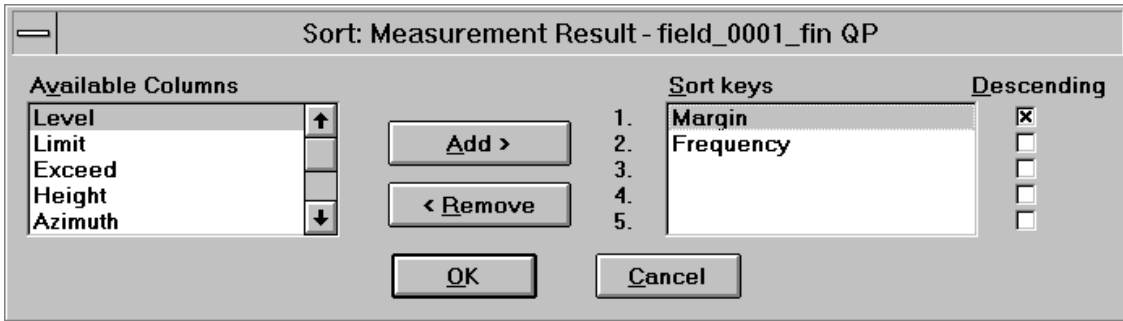 Sort: Measurement Result - field_0001_fin QP
Available Columns
Level
Limit
Exceed
Height
Azimuth
Add >
< Remove
Sort keys
Descending
1. Margin
2. Frequency
3.
4.
5.
OK
Cancel